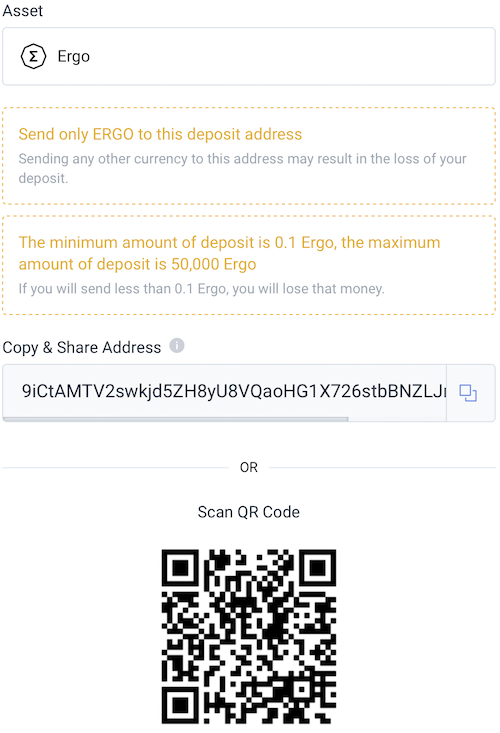 Asset
Σ Ergo
Send only ERGO to this deposit address
Sending any other currency to this address may result in the loss of your
deposit.
The minimum amount of deposit is 0.1 Ergo, the maximum
amount of deposit is 50,000 Ergo
If you will send less than 0.1 Ergo, you will lose that money.
Copy & Share Address i
9iCtAMTV2swkjd5ZH8yU8VQaoHG1X726stbBNZLJ
OR
Scan QR Code